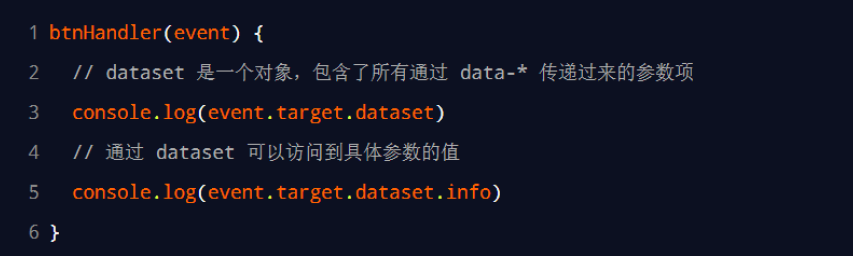 1 btnHandler(event) {
2 // dataset 是一个对象，包含了所有通过 data-* 传递过来的参数项
3 console.log(event.target.dataset)
4 // 通过 dataset 可以访问到具体参数的值
5 console.log(event.target.dataset.info)
6 }